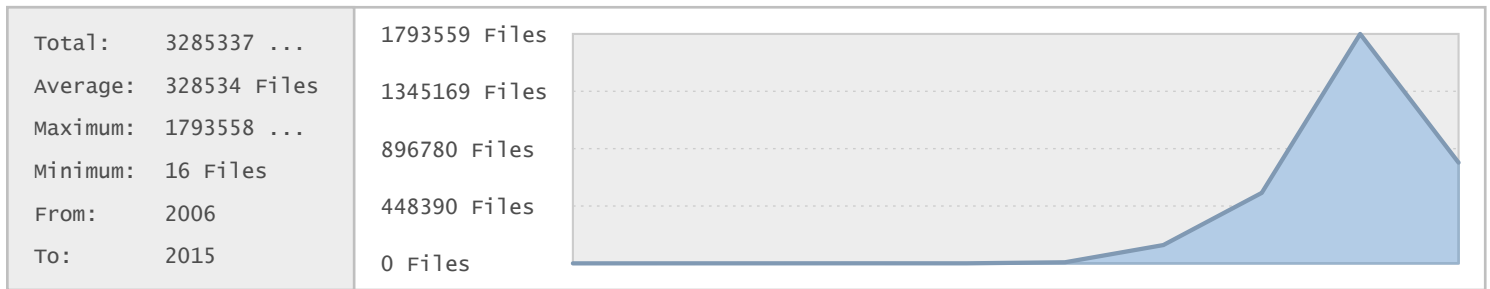 Total: 3285337 ...
Average: 328534 Files
Maximum: 1793558 ...
Minimum: 16 Files
From: 2006
To: 2015
1793559 Files
1345169 Files
896780 Files
448390 Files
0 Files